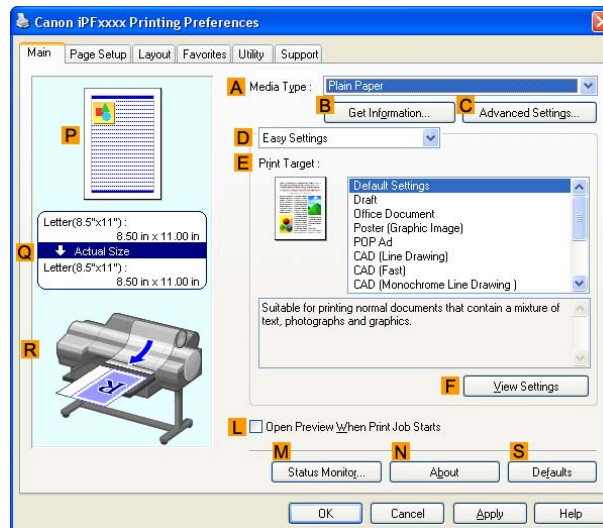 Canon iPFxxxx Printing Preferences
Main Page Setup Layout Favorites Utility Support
A Media Type : Plain Paper
B Get Information... C Advanced Settings...
D Easy Settings
E Print Target :
P
Default Settings
Draft
Office Document
Poster (Graphic Image)
POP Ad
CAD (Line Drawing)
CAD (Fast)
CAD (Monochrome Line Drawing )
Letter(8.5"x11") :
8.50 in x 11.00 in
Q Actual Size
Letter(8.5"x11") :
8.50 in x 11.00 in
Suitable for printing normal documents that contain a mixture of
text, photographs and graphics.
R
R
F View Settings
L Open Preview When Print Job Starts
M N S
Status Monitor... About Defaults
OK Cancel Apply Help